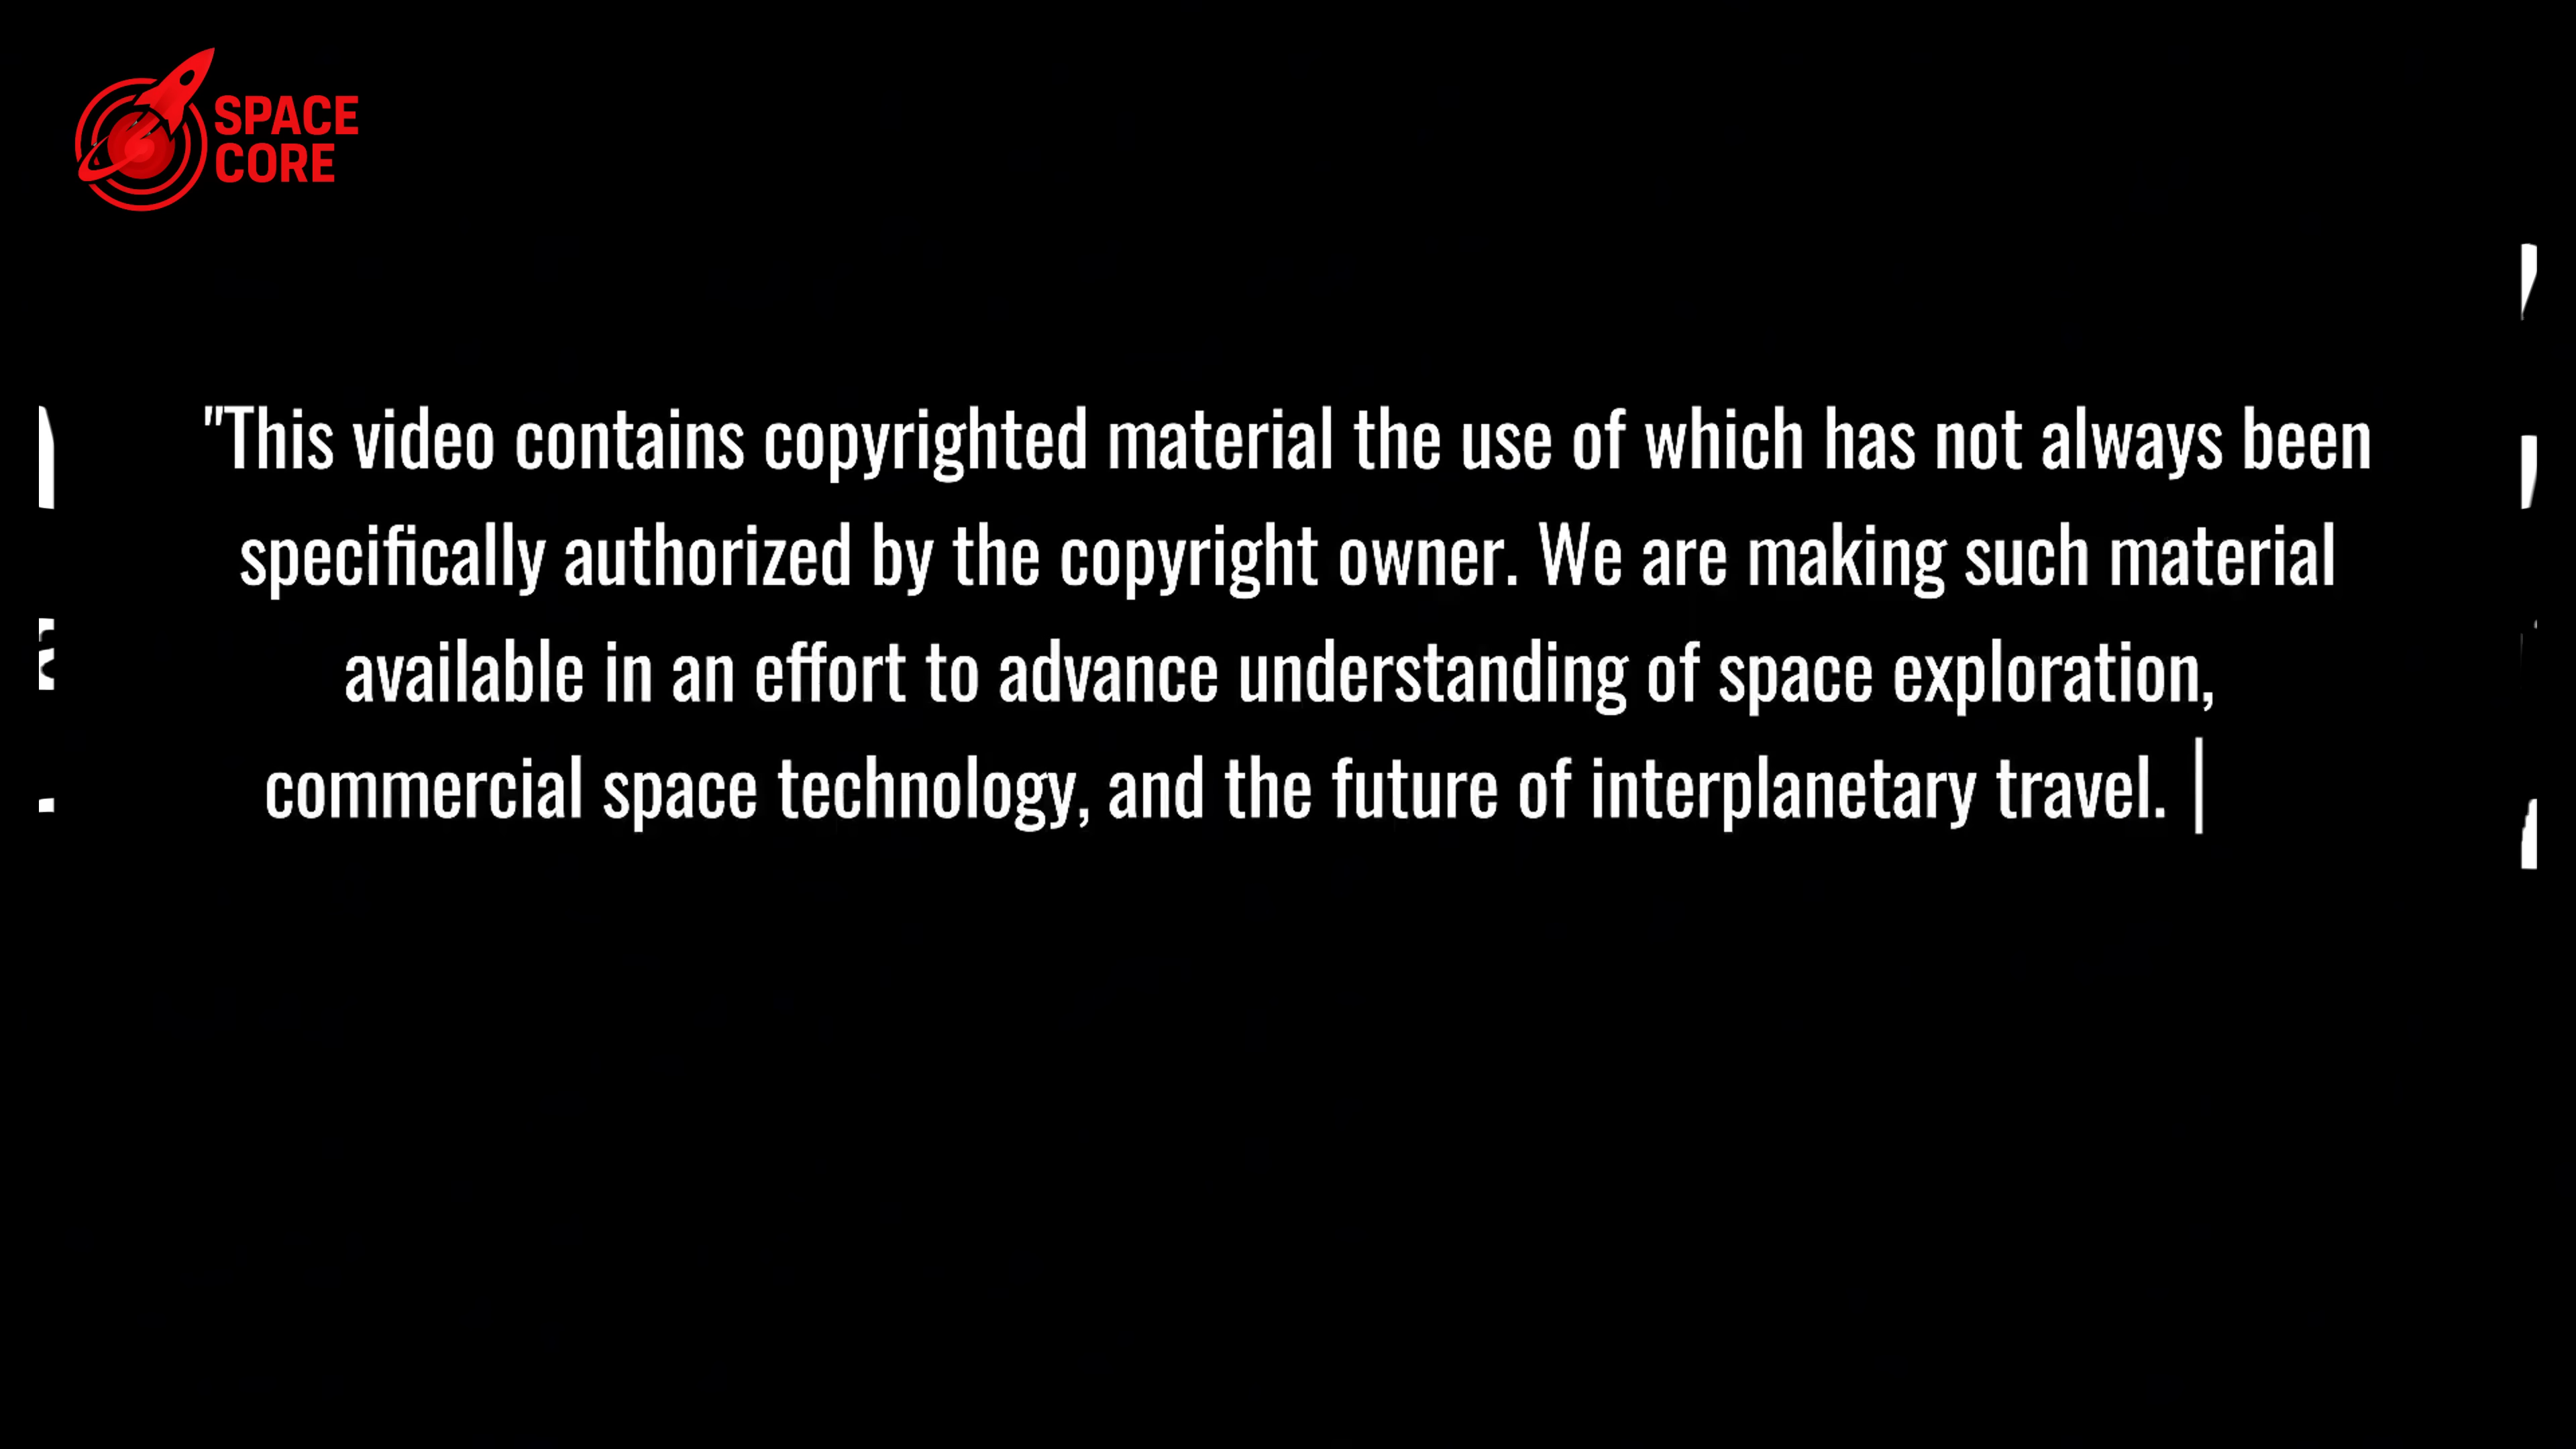 SPACE
CORE
"This video contains copyrighted material the use of which has not always been
specifically authorized by the copyright owner. We are making such material
available in an effort to advance understanding of space exploration,
commercial space technology, and the future of interplanetary travel.